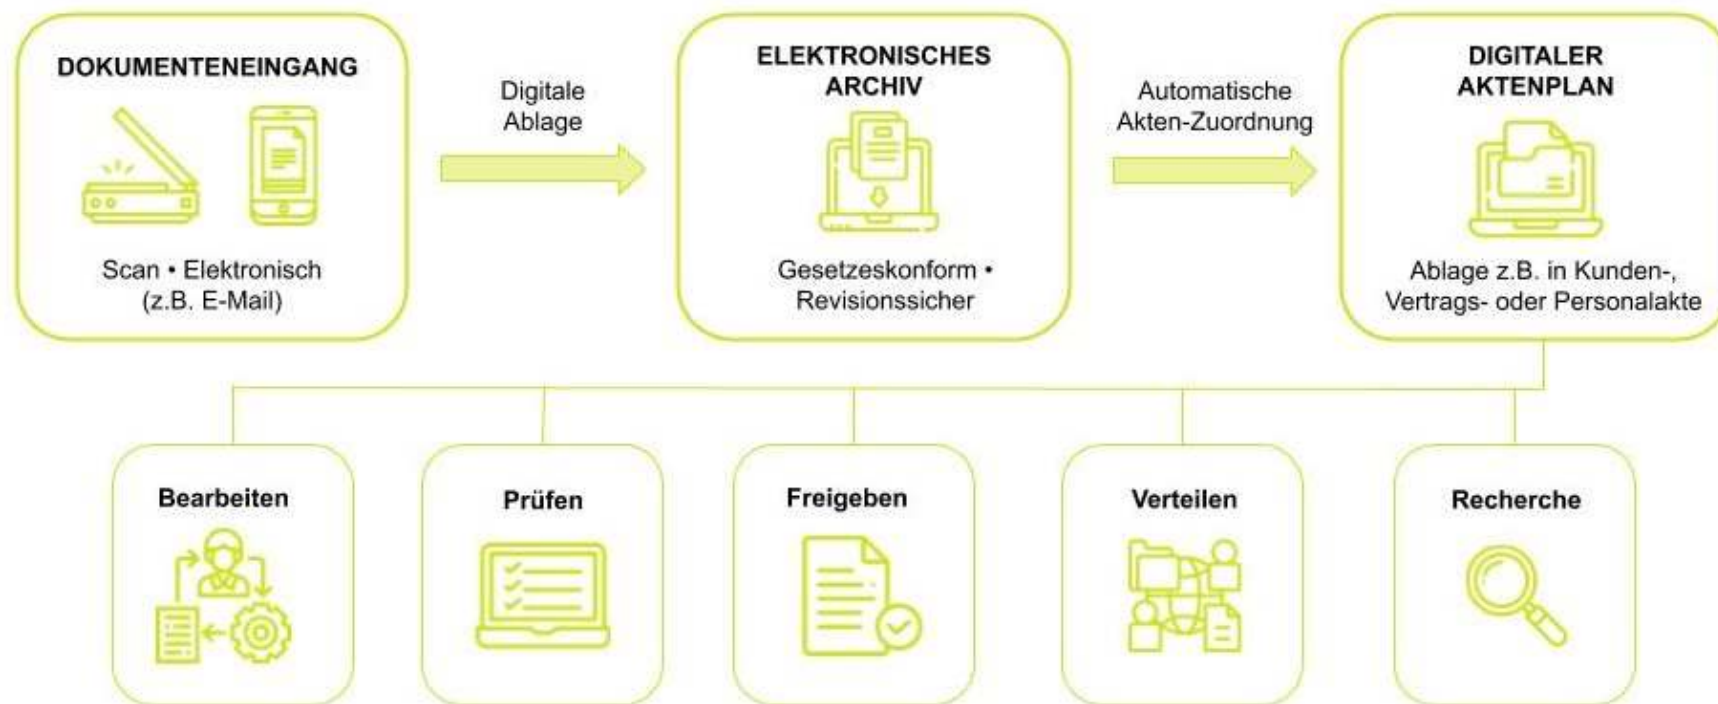 DOKUMENTENEINGANG
Scan • Elektronisch
(z.B. E-Mail)
Digitale
Ablage
ELEKTRONISCHES
ARCHIV
Gesetzeskonform •
Revisionssicher
Automatische
Akten-Zuordnung
DIGITALER
AKTENPLAN
Ablage z.B. in Kunden-,
Vertrags- oder Personalakte
Bearbeiten
Prüfen
Freigeben
Verteilen
Recherche